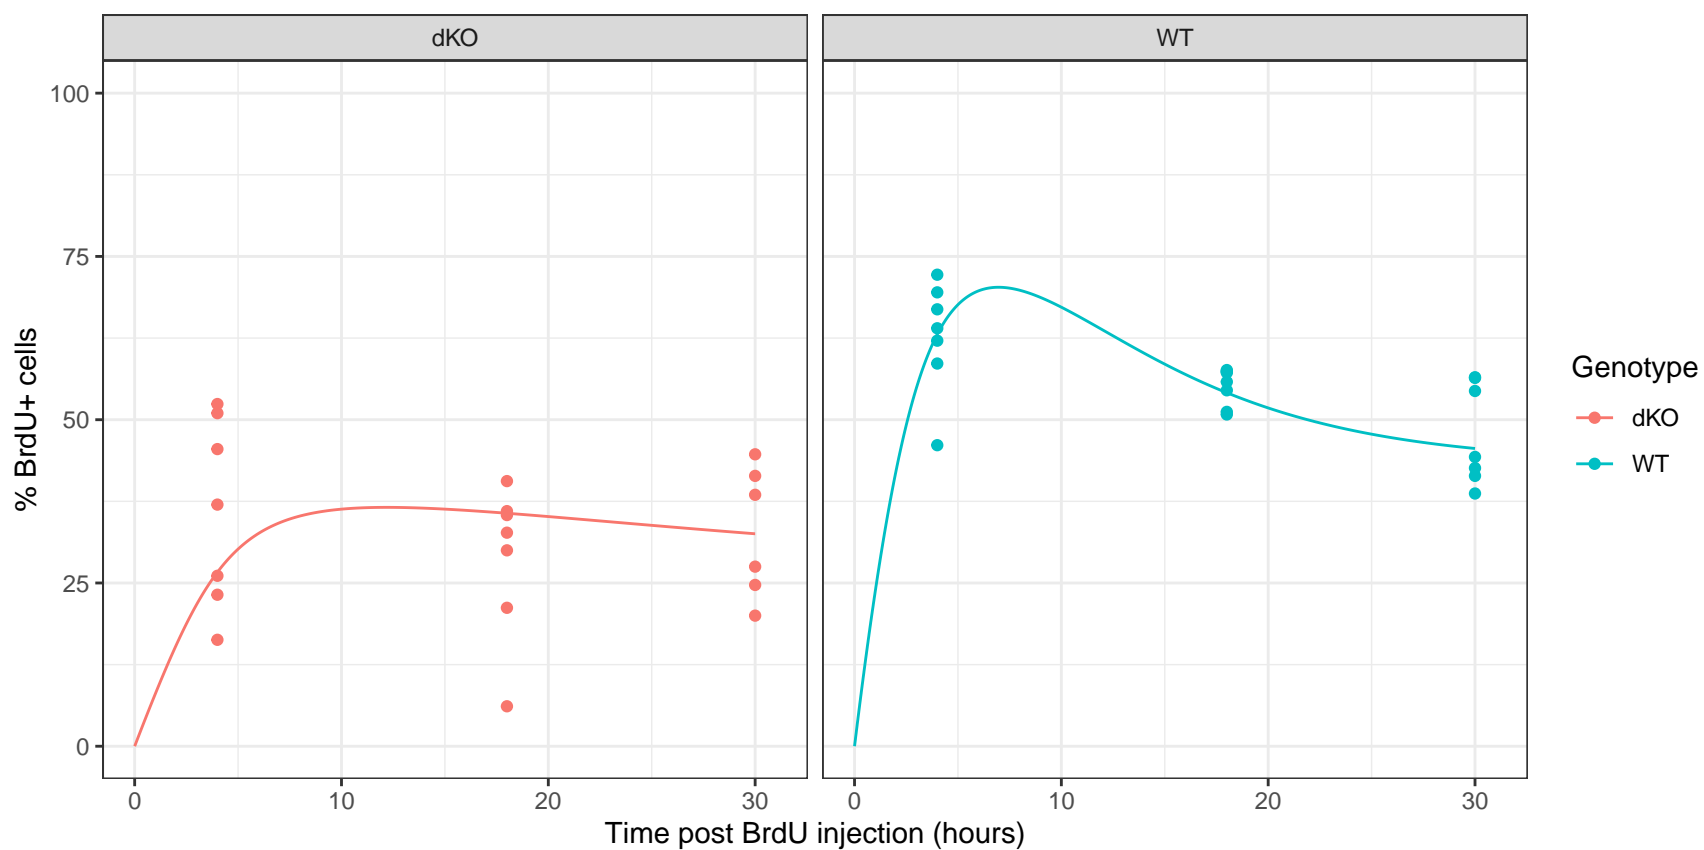 dKO WT
100
75
50
25
0
% BrdU+ cells
0 10 20 30 0 10 20 30
Time post BrdU injection (hours)
Genotype
dKO
WT